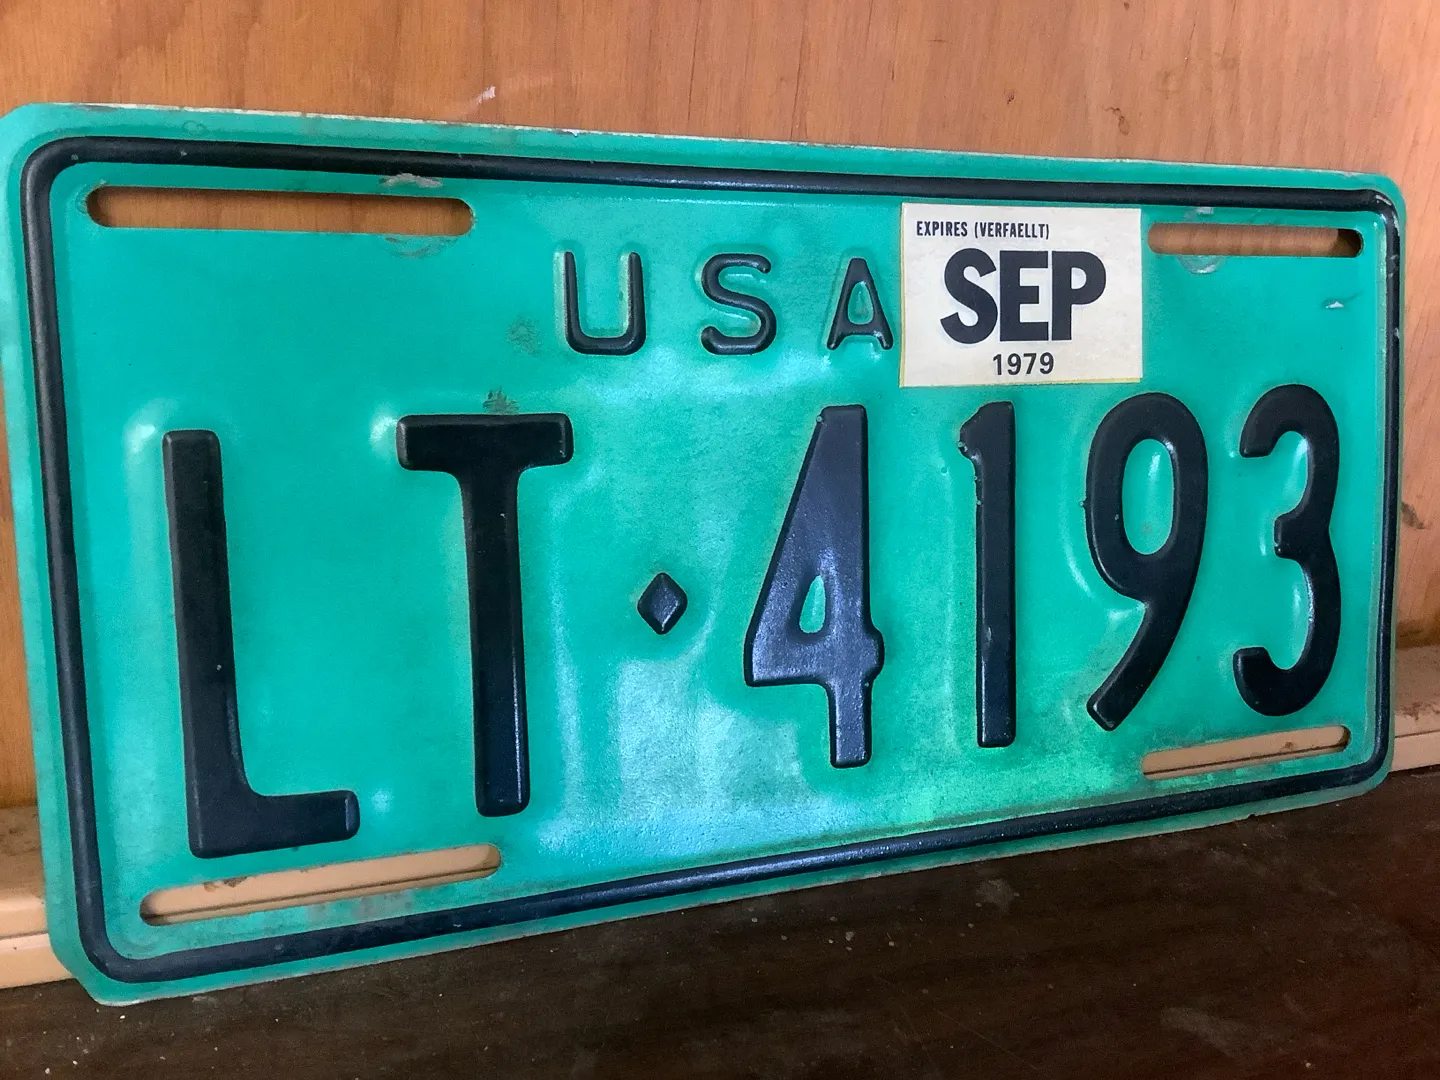 USA
EXPIRES (VERFAELLT)
SEP
1979
LT⬥4193